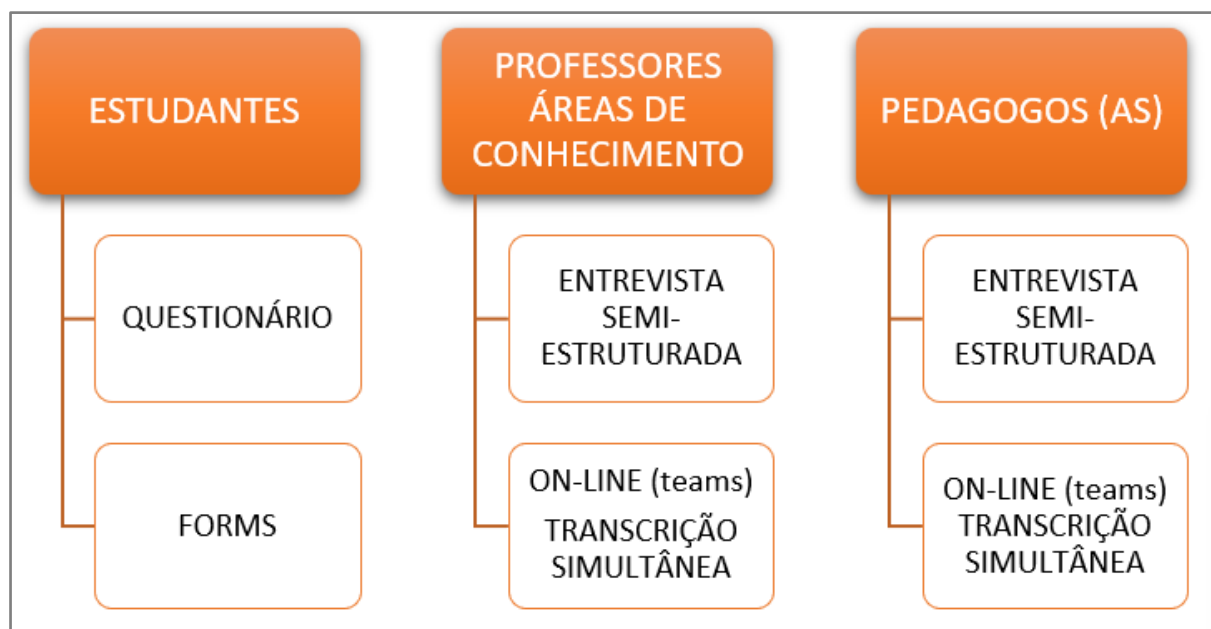 ESTUDANTES
QUESTIONÁRIO
FORMS
PROFESSORES
ÁREAS DE
CONHECIMENTO
ENTREVISTA
SEMI-
ESTRUTURADA
ON-LINE (teams)
TRANSCRIÇÃO
SIMULTÂNEA
PEDAGOGOS (AS)
ENTREVISTA
SEMI-
ESTRUTURADA
ON-LINE (teams)
TRANSCRIÇÃO
SIMULTÂNEA